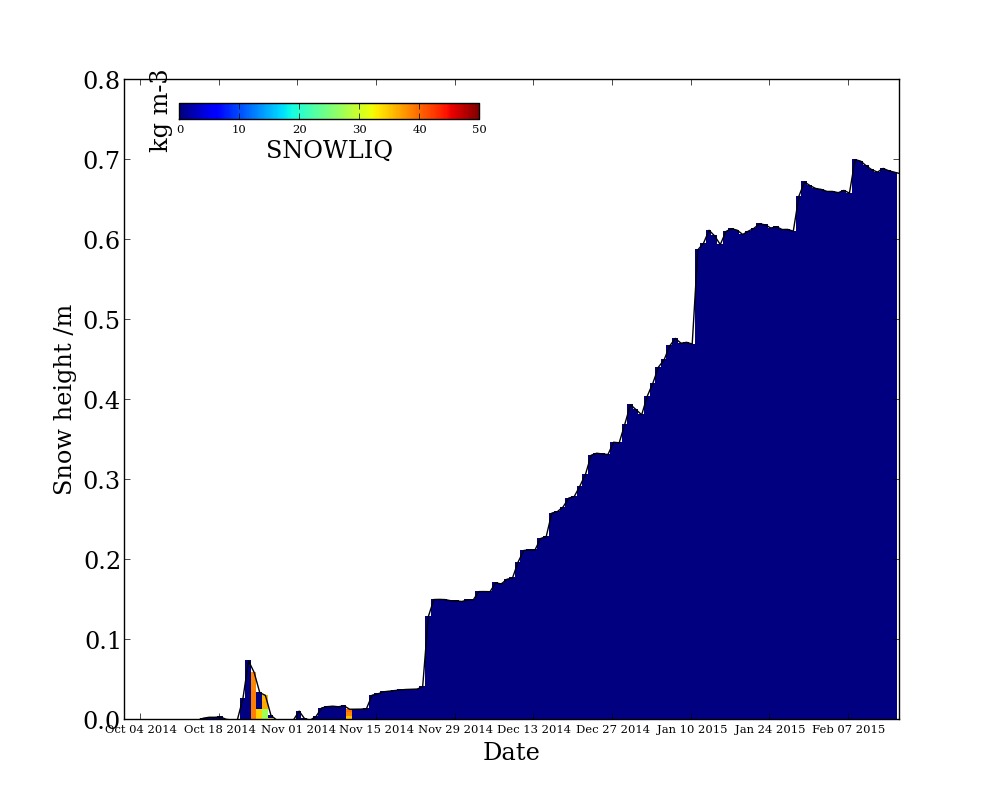 0.8
0.7
0.6
0.5
0.4
0.3
0.2
0.1
0.0
Snow height /m
kg m-3
0 10 20 30 40 50
SNOWLIQ
Oct 04 2014 Oct 18 2014 Nov 01 2014 Nov 15 2014 Nov 29 2014 Dec 13 2014 Dec 27 2014 Jan 10 2015 Jan 24 2015 Feb 07 2015
Date